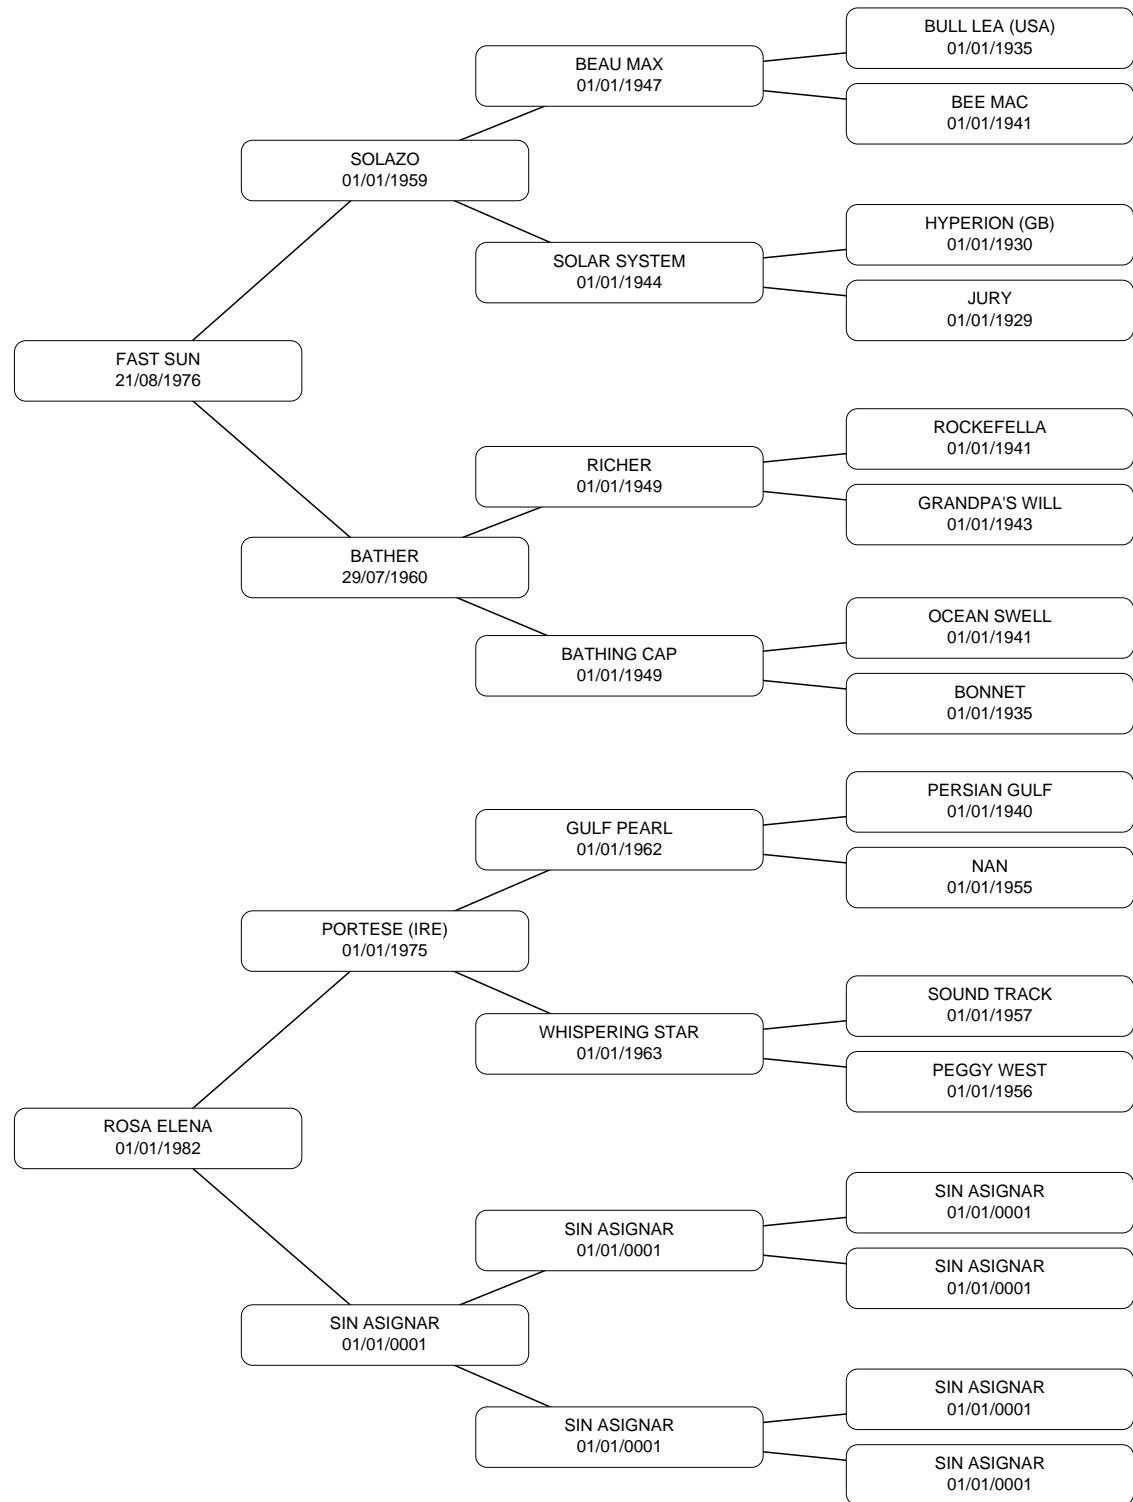 BULL LEA (USA)
01/01/1935
BEAU MAX
01/01/1947
BEE MAC
01/01/1941
SOLAZO
01/01/1959
HYPERION (GB)
01/01/1930
SOLAR SYSTEM
01/01/1944
JURY
01/01/1929
FAST SUN
21/08/1976
ROCKEFELLA
01/01/1941
RICHER
01/01/1949
GRANDPA'S WILL
01/01/1943
BATHER
29/07/1960
OCEAN SWELL
01/01/1941
BATHING CAP
01/01/1949
BONNET
01/01/1935
PERSIAN GULF
01/01/1940
GULF PEARL
01/01/1962
NAN
01/01/1955
PORTESE (IRE)
01/01/1975
SOUND TRACK
01/01/1957
WHISPERING STAR
01/01/1963
PEGGY WEST
01/01/1956
ROSA ELENA
01/01/1982
SIN ASIGNAR
01/01/0001
SIN ASIGNAR
01/01/0001
SIN ASIGNAR
01/01/0001
SIN ASIGNAR
01/01/0001
SIN ASIGNAR
01/01/0001
SIN ASIGNAR
01/01/0001
SIN ASIGNAR
01/01/0001